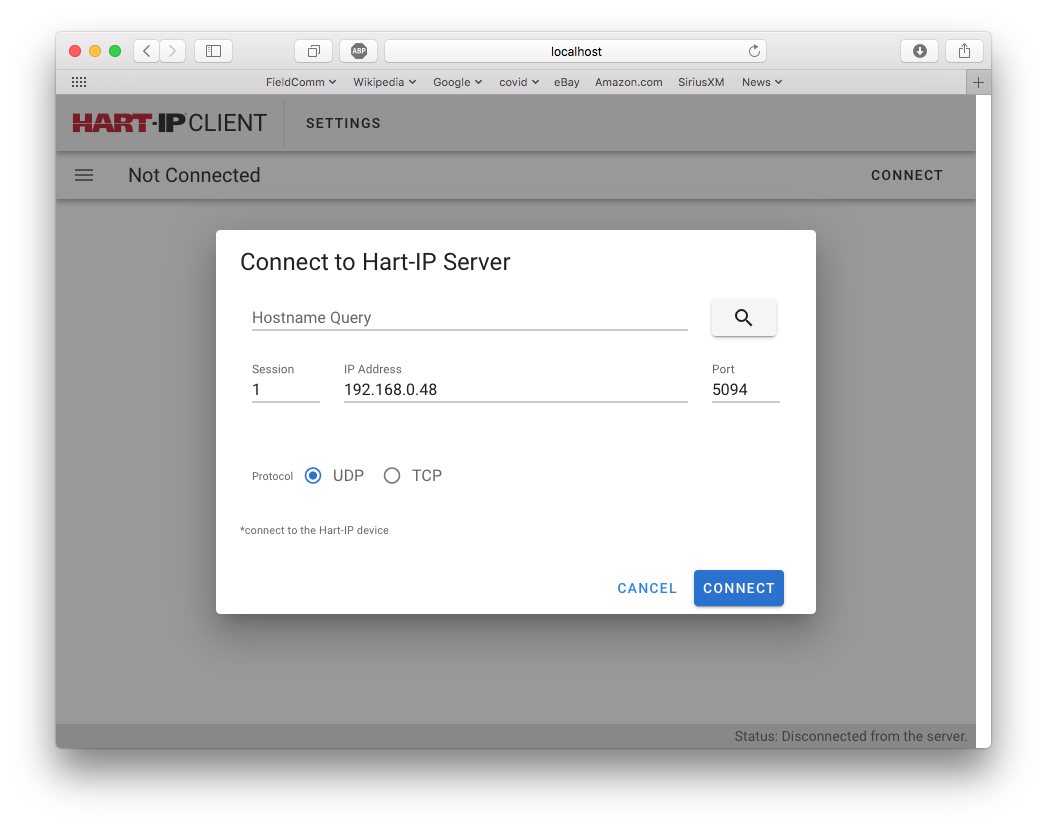 ABP localhost
FieldComm Wikipedia Google covid eBay Amazon.com SiriusXM News
HART-IP CLIENT SETTINGS
Not Connected CONNECT
Connect to Hart-IP Server
Hostname Query
Session IP Address Port
1 192.168.0.48 5094
Protocol UDP TCP
*connect to the Hart-IP device
CANCEL CONNECT
Status: Disconnected from the server.